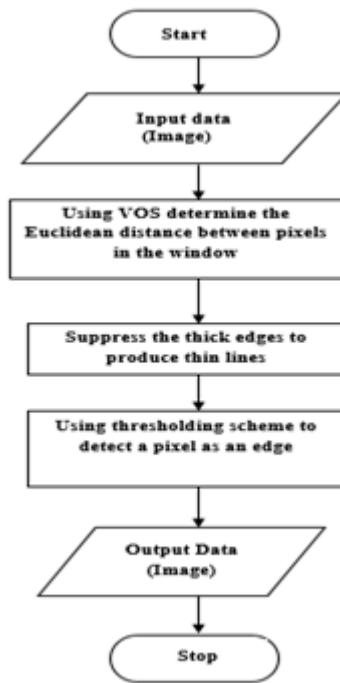 Start
Input data
(Image)
Using VOS determine the
Euclidean distance between pixels
in the window
Suppress the thick edges to
produce thin lines
Using thresholding scheme to
detect a pixel as an edge
Output Data
(Image)
Stop